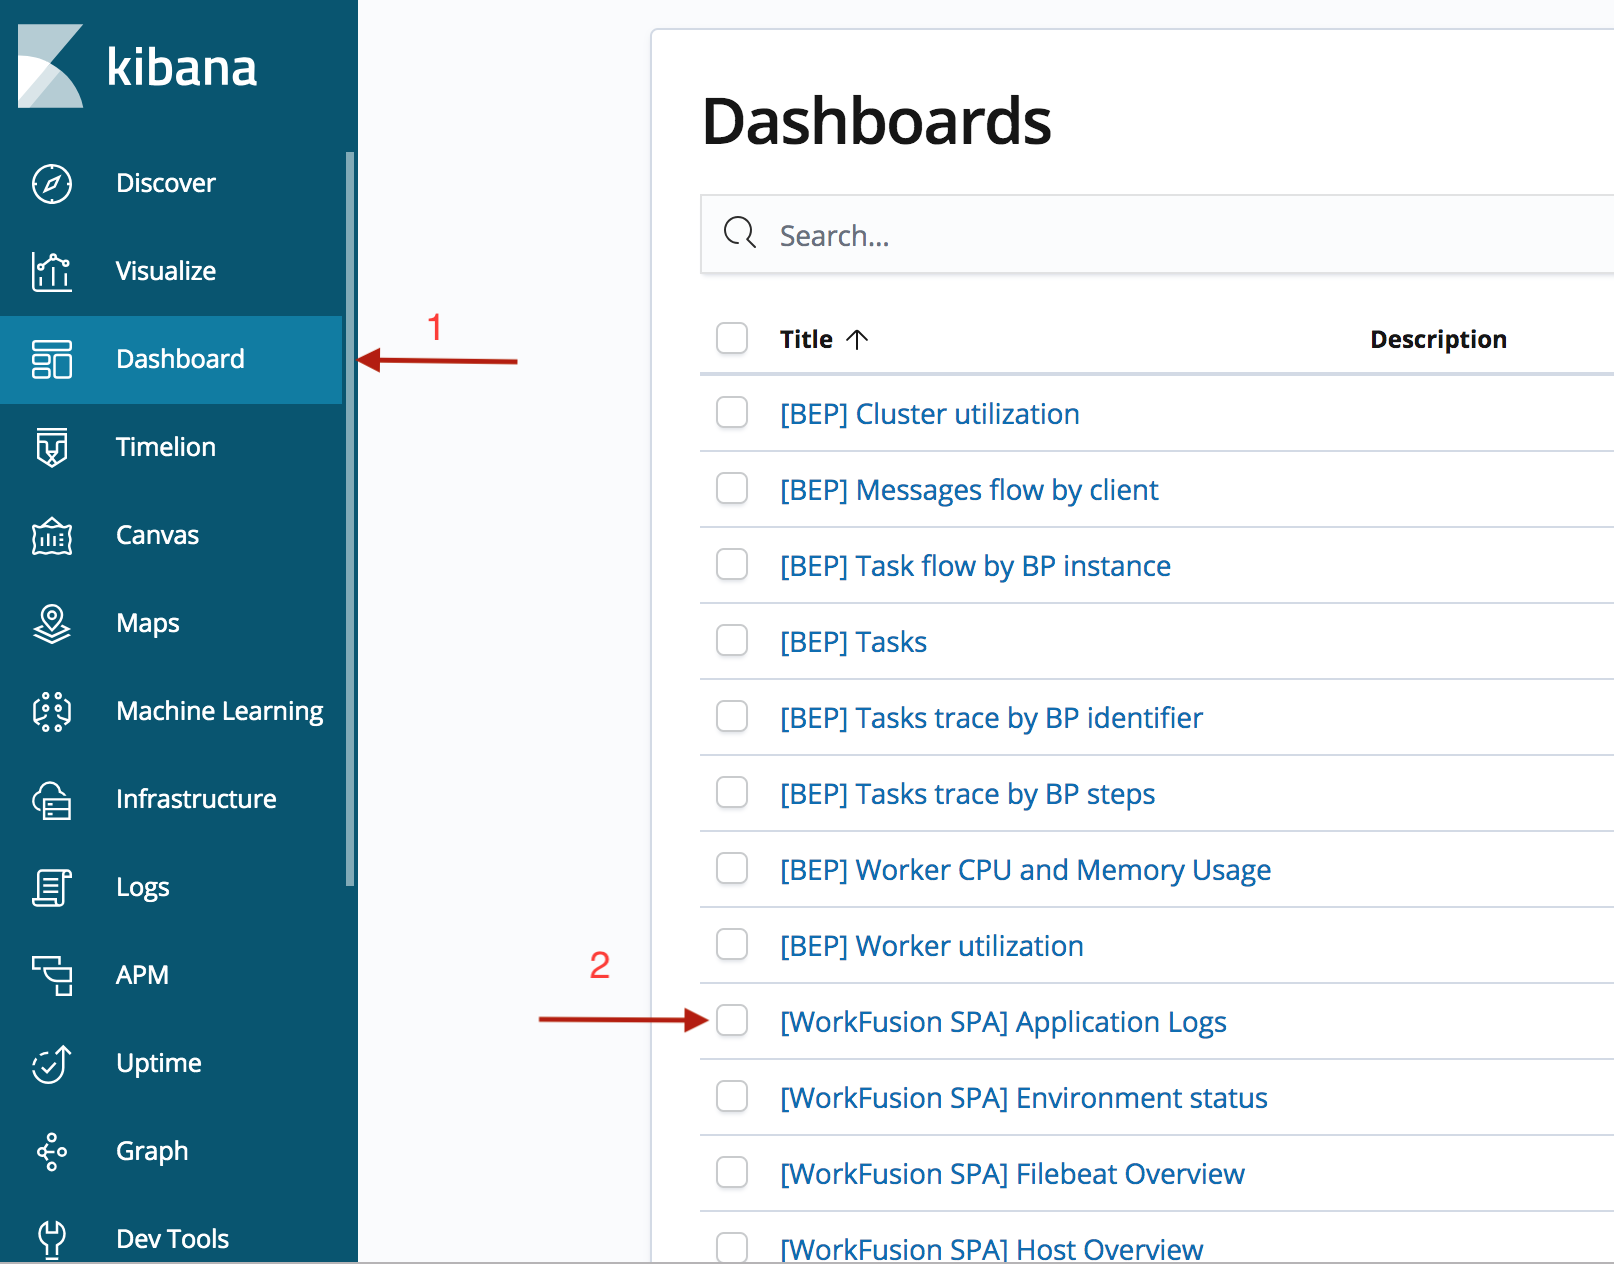 kibana
Discover
Visualize
Dashboard
Timelion
Canvas
Maps
Machine Learning
Infrastructure
Logs
APM
Uptime
Graph
Dev Tools
1
2
Dashboards
Search...
Title Description
[BEP] Cluster utilization
[BEP] Messages flow by client
[BEP] Task flow by BP instance
[BEP] Tasks
[BEP] Tasks trace by BP identifier
[BEP] Tasks trace by BP steps
[BEP] Worker CPU and Memory Usage
[BEP] Worker utilization
[WorkFusion SPA] Application Logs
[WorkFusion SPA] Environment status
[WorkFusion SPA] Filebeat Overview
[WorkFusion SPA] Host Overview